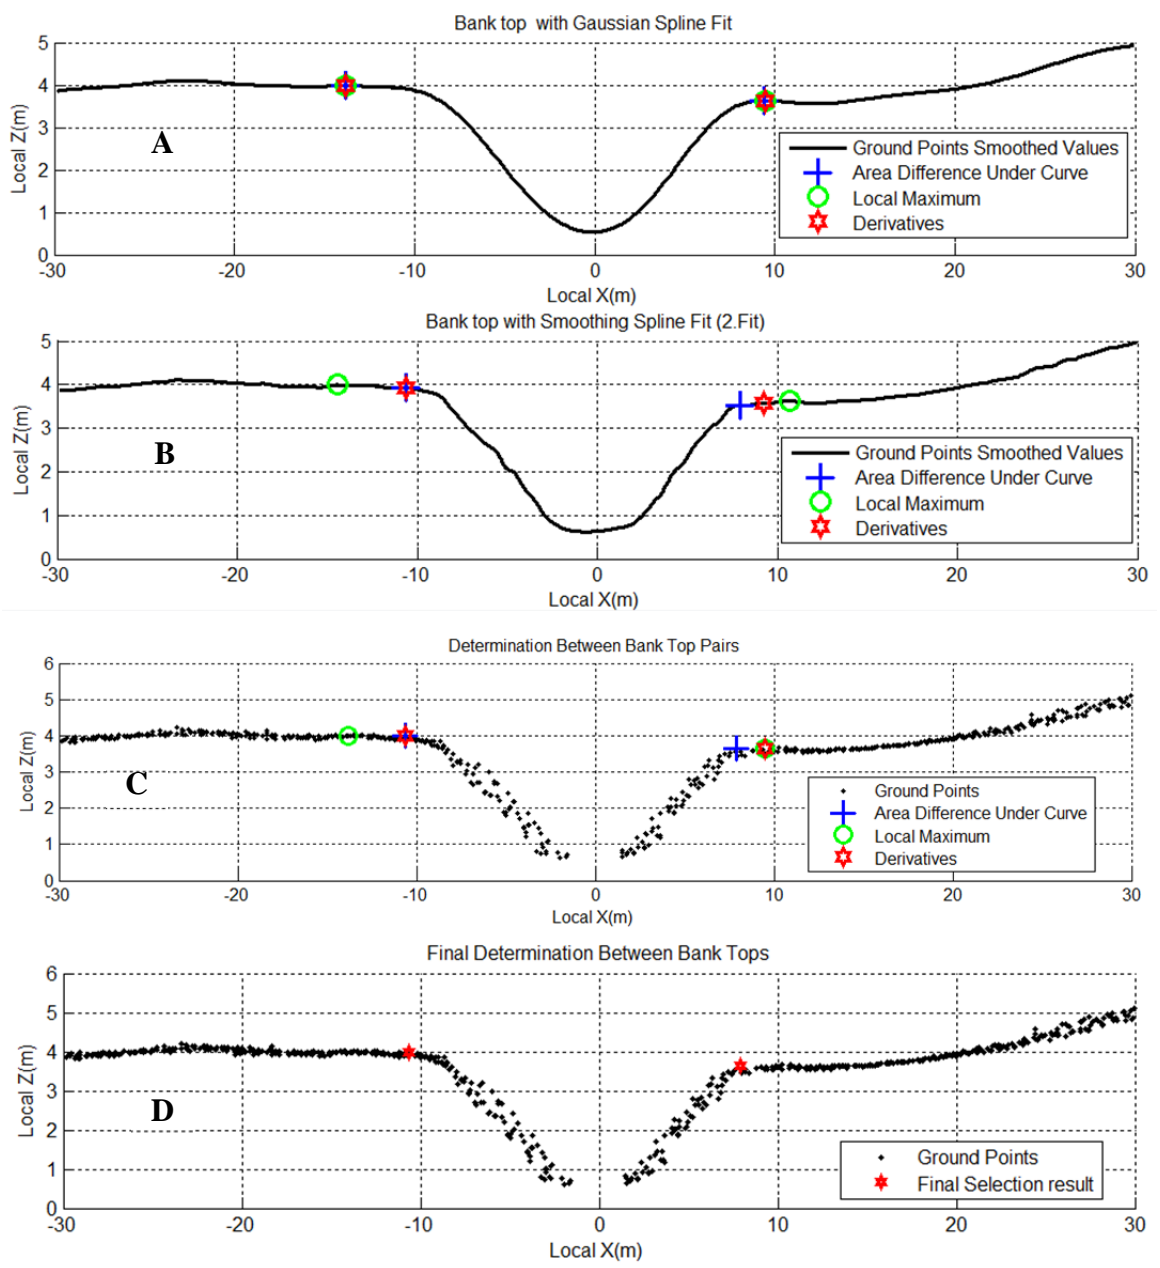 Bank top with Gaussian Spline Fit
5
4
3
2
1
0
Local Z(m)
A
Ground Points Smoothed Values
Area Difference Under Curve
Local Maximum
Derivatives
-30 -20 -10 0 10 20 30
Local X(m)
Bank top with Smoothing Spline Fit (2.Fit)
5
4
3
2
1
0
Local Z(m)
B
Ground Points Smoothed Values
Area Difference Under Curve
Local Maximum
Derivatives
-30 -20 -10 0 10 20 30
Local X(m)
Determination Between Bank Top Pairs
6
5
4
3
2
1
0
Local Z(m)
C
Ground Points
Area Difference Under Curve
Local Maximum
Derivatives
-30 -20 -10 0 10 20 30
Local X(m)
Final Determination Between Bank Tops
6
5
4
3
2
1
0
Local Z(m)
D
Ground Points
Final Selection result
-30 -20 -10 0 10 20 30
Local X(m)